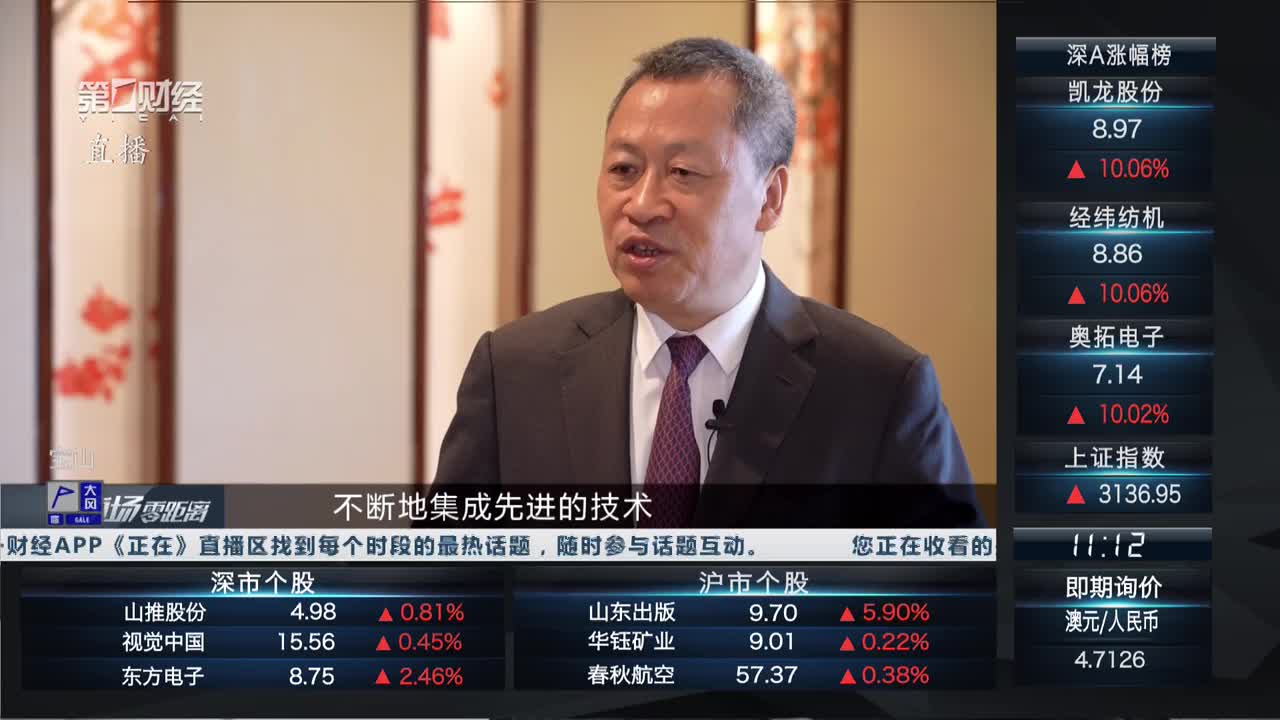 第一财经
YICAI
直播
宝山
大风
GALE
市场零距离
不断地集成先进的技术
·财经APP《正在》直播区找到每个时段的最热话题，随时参与话题互动。 您正在收看的是
深A涨幅榜
凯龙股份
8.97
▲ 10.06%
经纬纺机
8.86
▲ 10.06%
奥拓电子
7.14
▲ 10.02%
上证指数
▲ 3136.95
11:12
即期询价
澳元/人民币
4.7126
深市个股
山推股份 4.98 ▲ 0.81%
视觉中国 15.56 ▲ 0.45%
东方电子 8.75 ▲ 2.46%
沪市个股
山东出版 9.70 ▲ 5.90%
华钰矿业 9.01 ▲ 0.22%
春秋航空 57.37 ▲ 0.38%